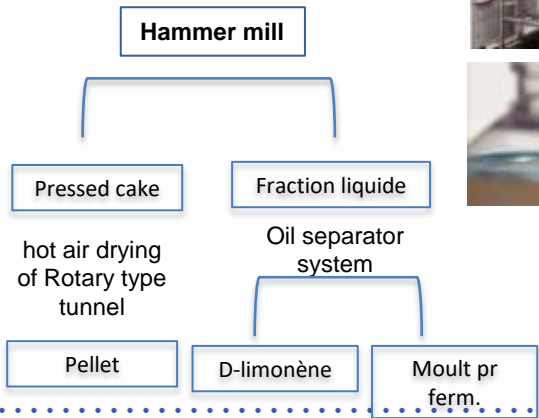 Hammer mill
Pressed cake
Fraction liquide
hot air drying
of Rotary type
tunnel
Oil separator
system
Pellet
D-limonène
Moult pr
ferm.